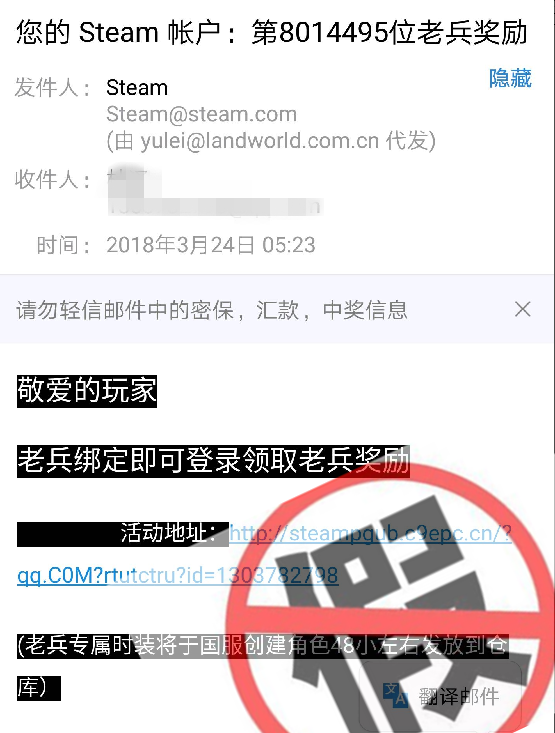 您的 Steam 帐户：第8014495位老兵奖励
发件人： Steam
隐藏
Steam@steam.com
(由 yulei@landworld.com.cn 代发)
收件人：
时间： 2018年3月24日 05:23
请勿轻信邮件中的密保，汇款，中奖信息
敬爱的玩家
老兵绑定即可登录领取老兵奖励
活动地址： http://steampgub.c9epc.cn/?
qq.C0M?rtutctru?id=1303732798
(老兵专属时装将于国服创建角色48小左右发放到仓
库）
翻译邮件
假